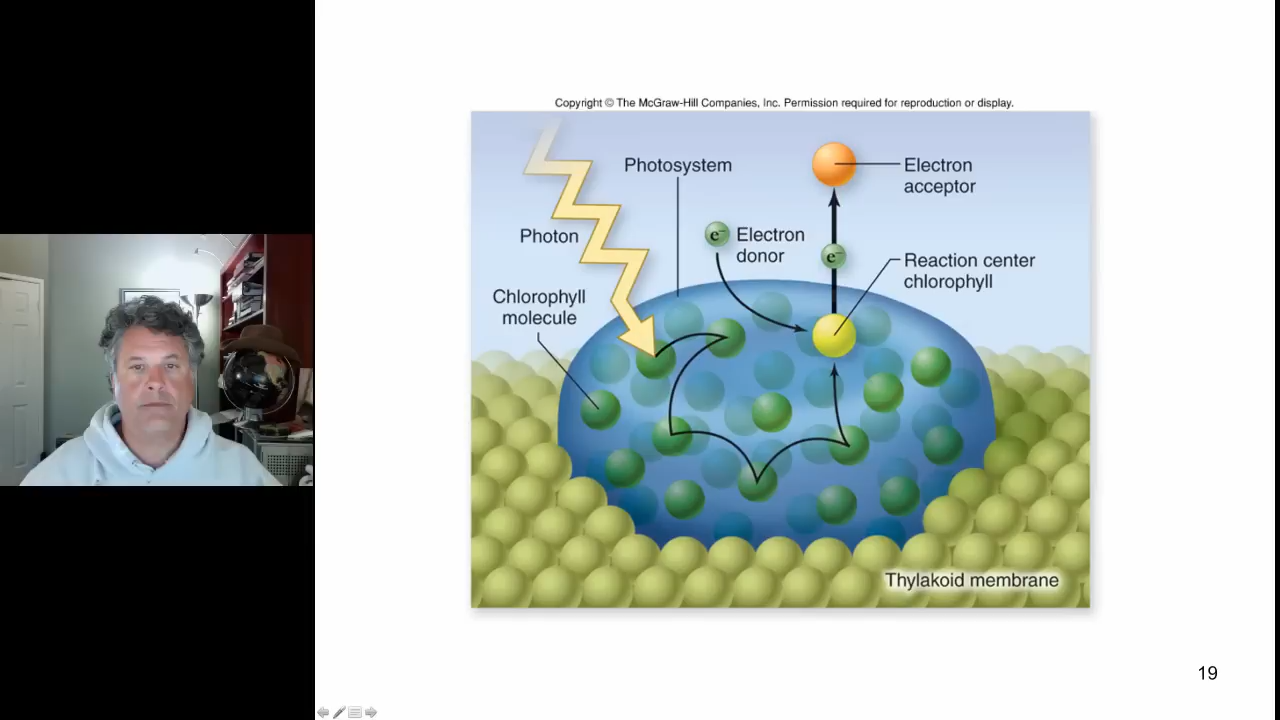 Copyright © The McGraw-Hill Companies, Inc. Permission required for reproduction or display.
Photosystem
Electron
acceptor
Photon
e⁻
Electron
donor
e⁻
Reaction center
chlorophyll
Chlorophyll
molecule
Thylakoid membrane
19